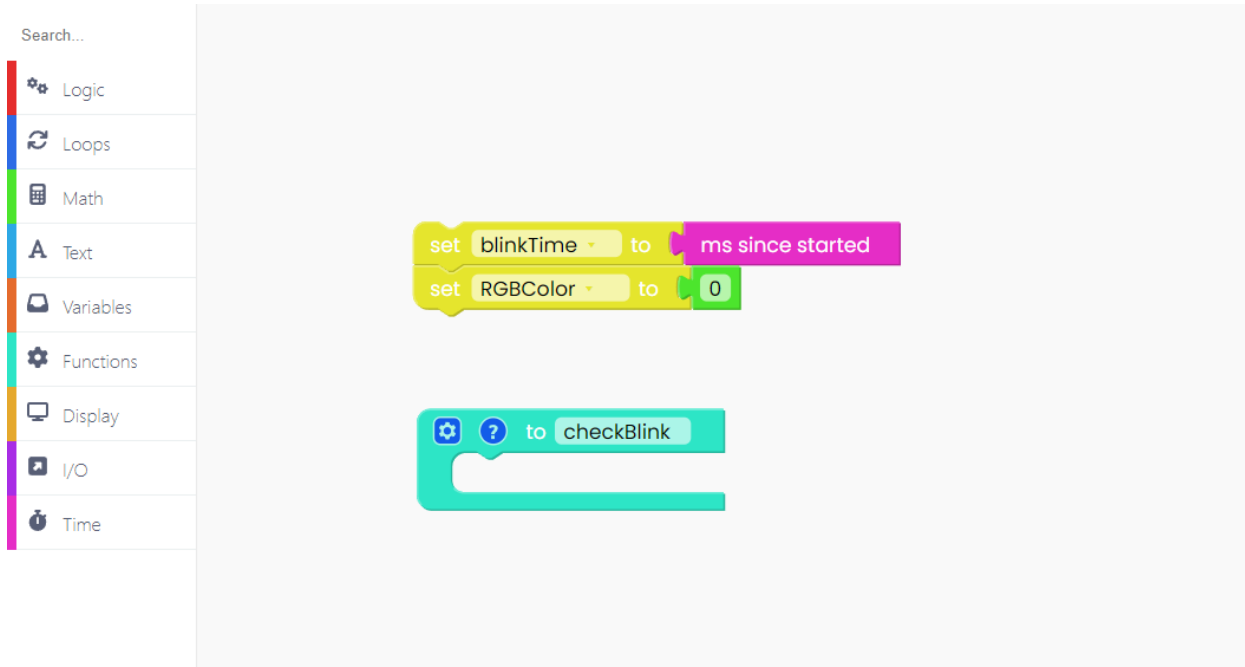 Search...
Logic
Loops
Math
Text
Variables
Functions
Display
I/O
Time
set blinkTime to ms since started
set RGBColor to 0
? to checkBlink